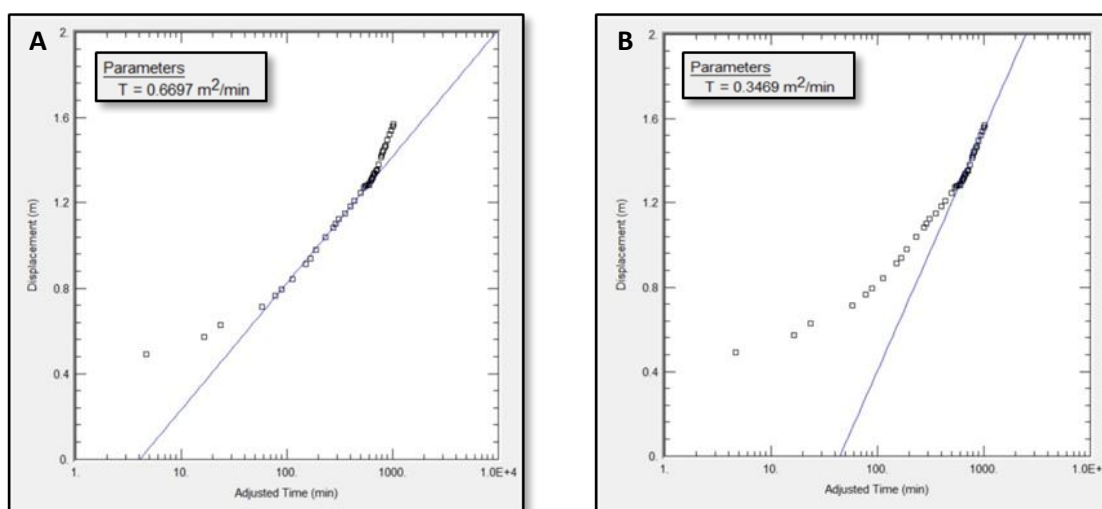 A
Parameters
T = 0.6697 m²/min
2.
1.6
1.2
0.8
0.4
0.
Displacement (m)
1.
10.
100.
1000.
1.0E+4
Adjusted Time (min)
B
Parameters
T = 0.3469 m²/min
2.
1.6
1.2
0.8
0.4
0.
Displacement (m)
1.
10.
100.
1000.
1.0E+
Adjusted Time (min)